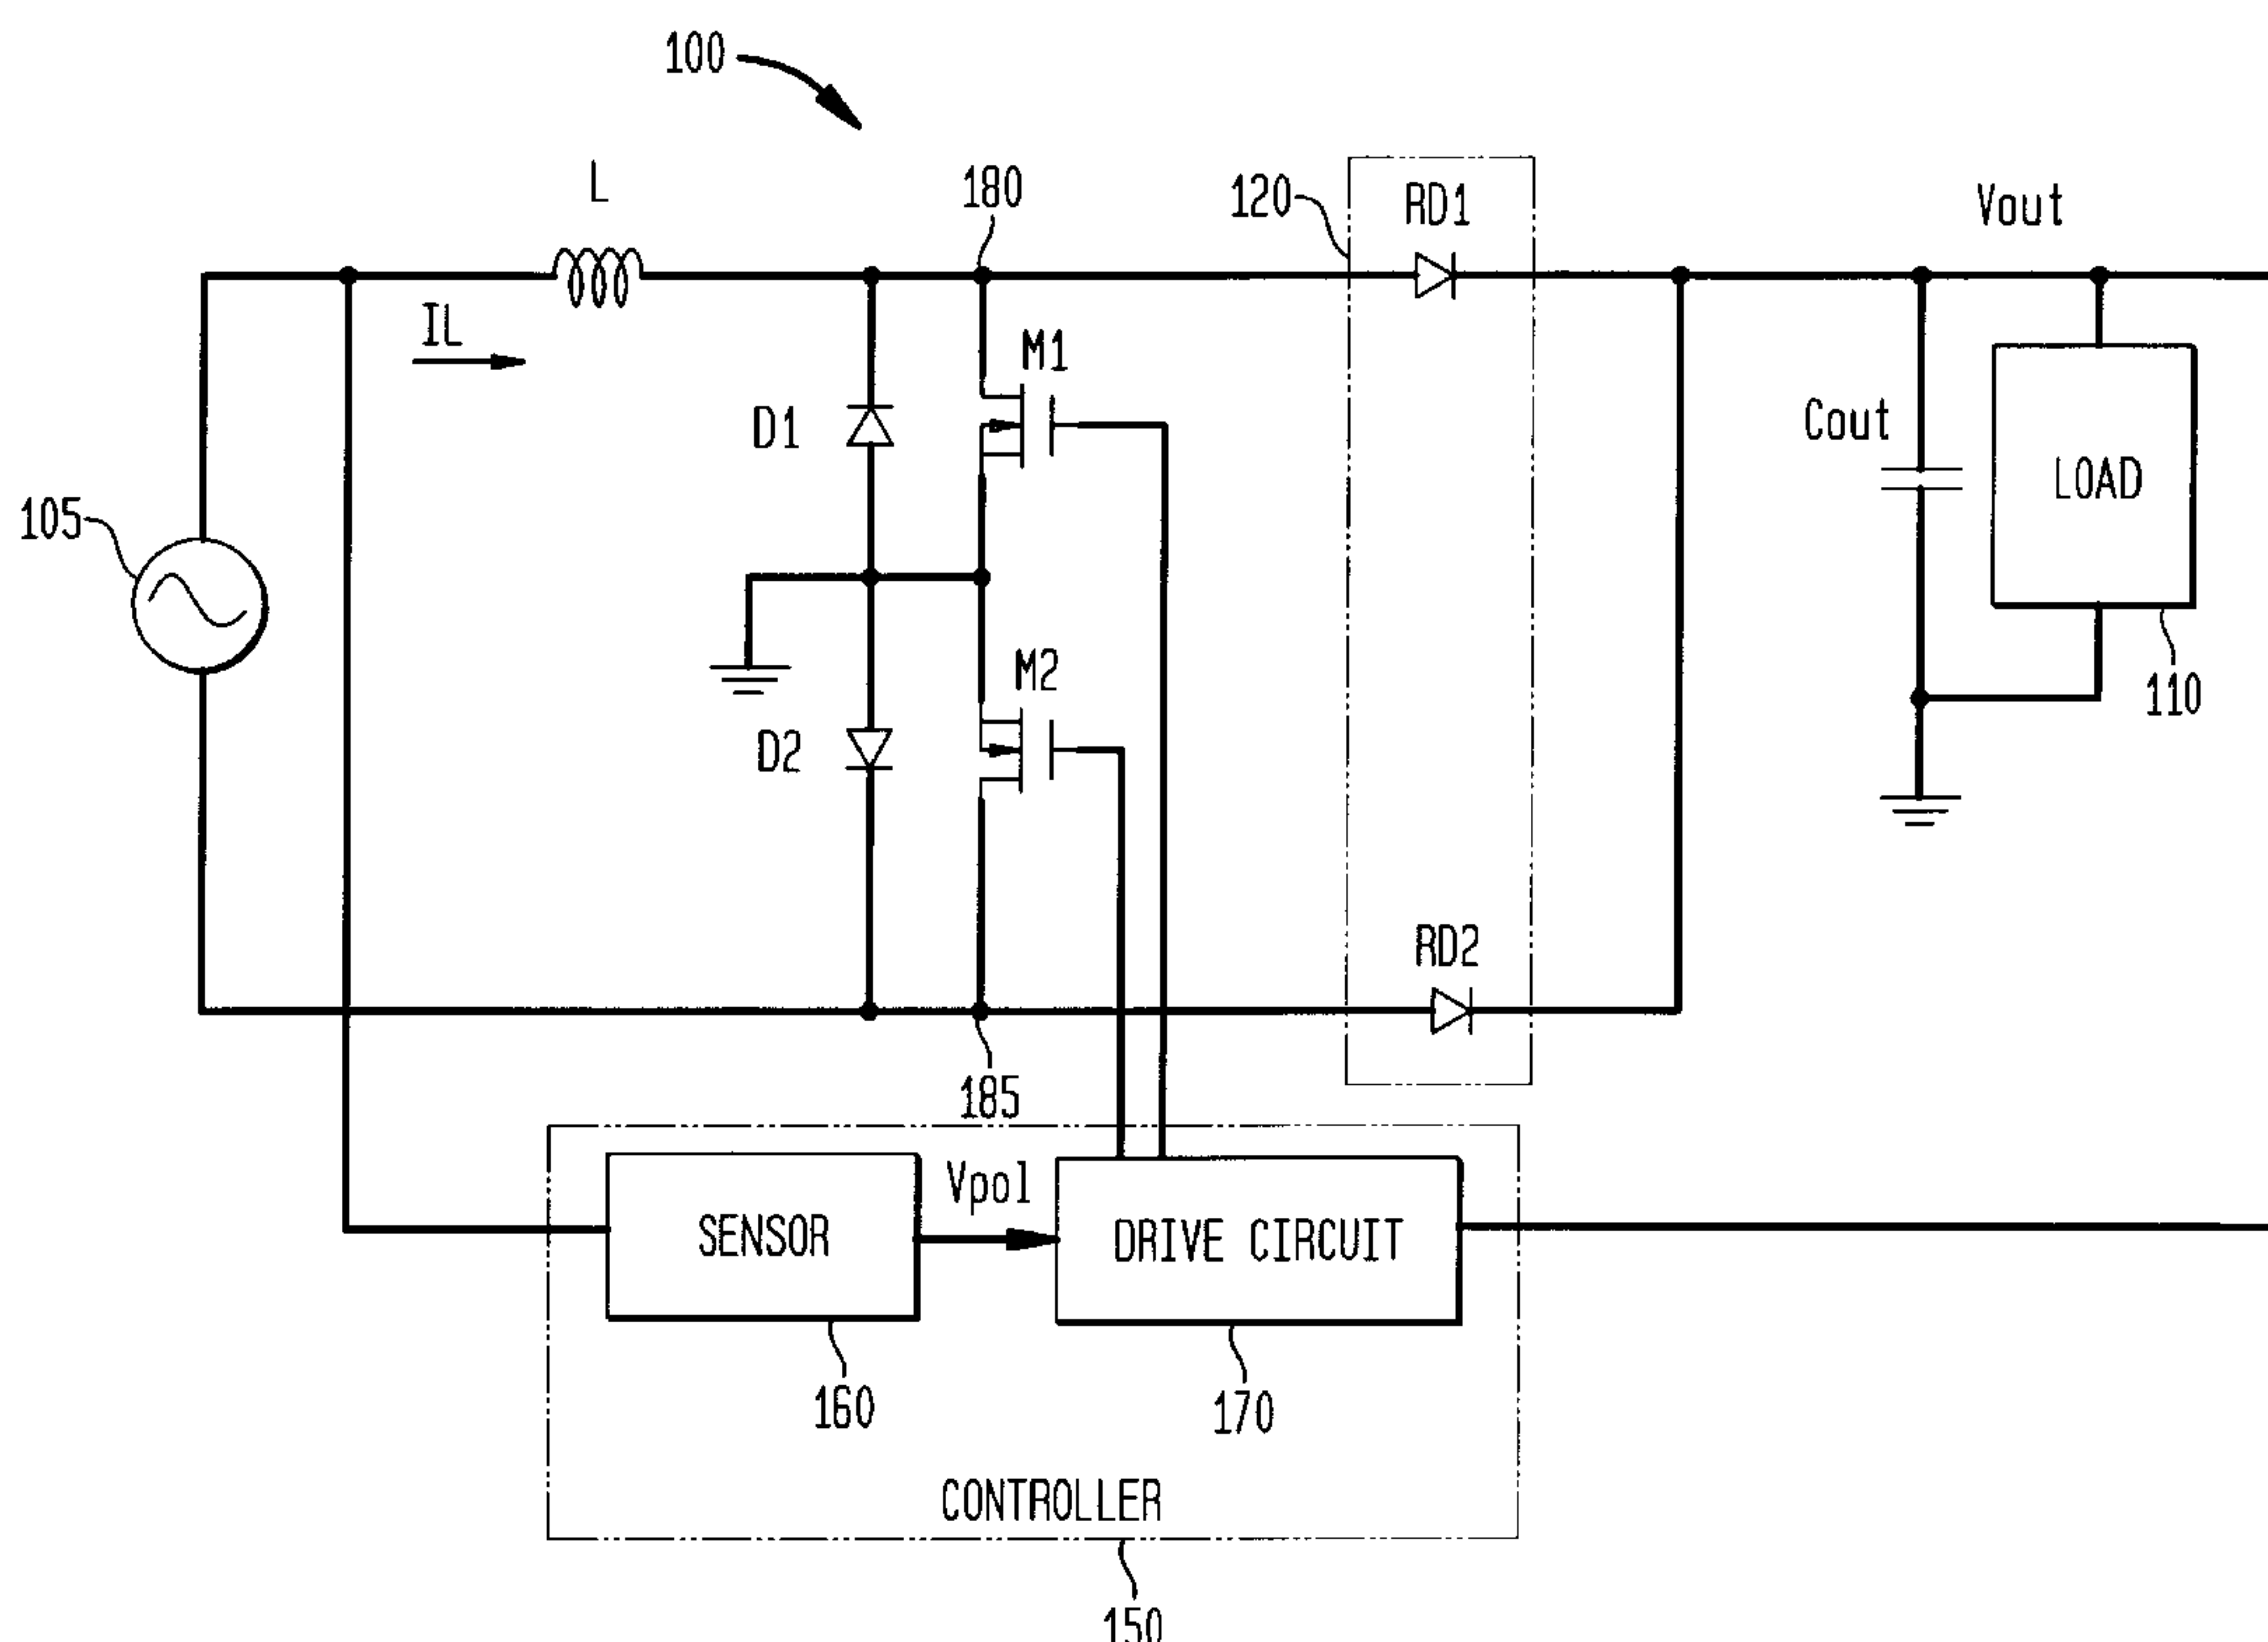 100
L
180
120
RD1
Vout
IL
M1
D1
Cout
LOAD
105
M2
D2
110
RD2
185
Vpol
SENSOR
DRIVE CIRCUIT
160
170
CONTROLLER
150